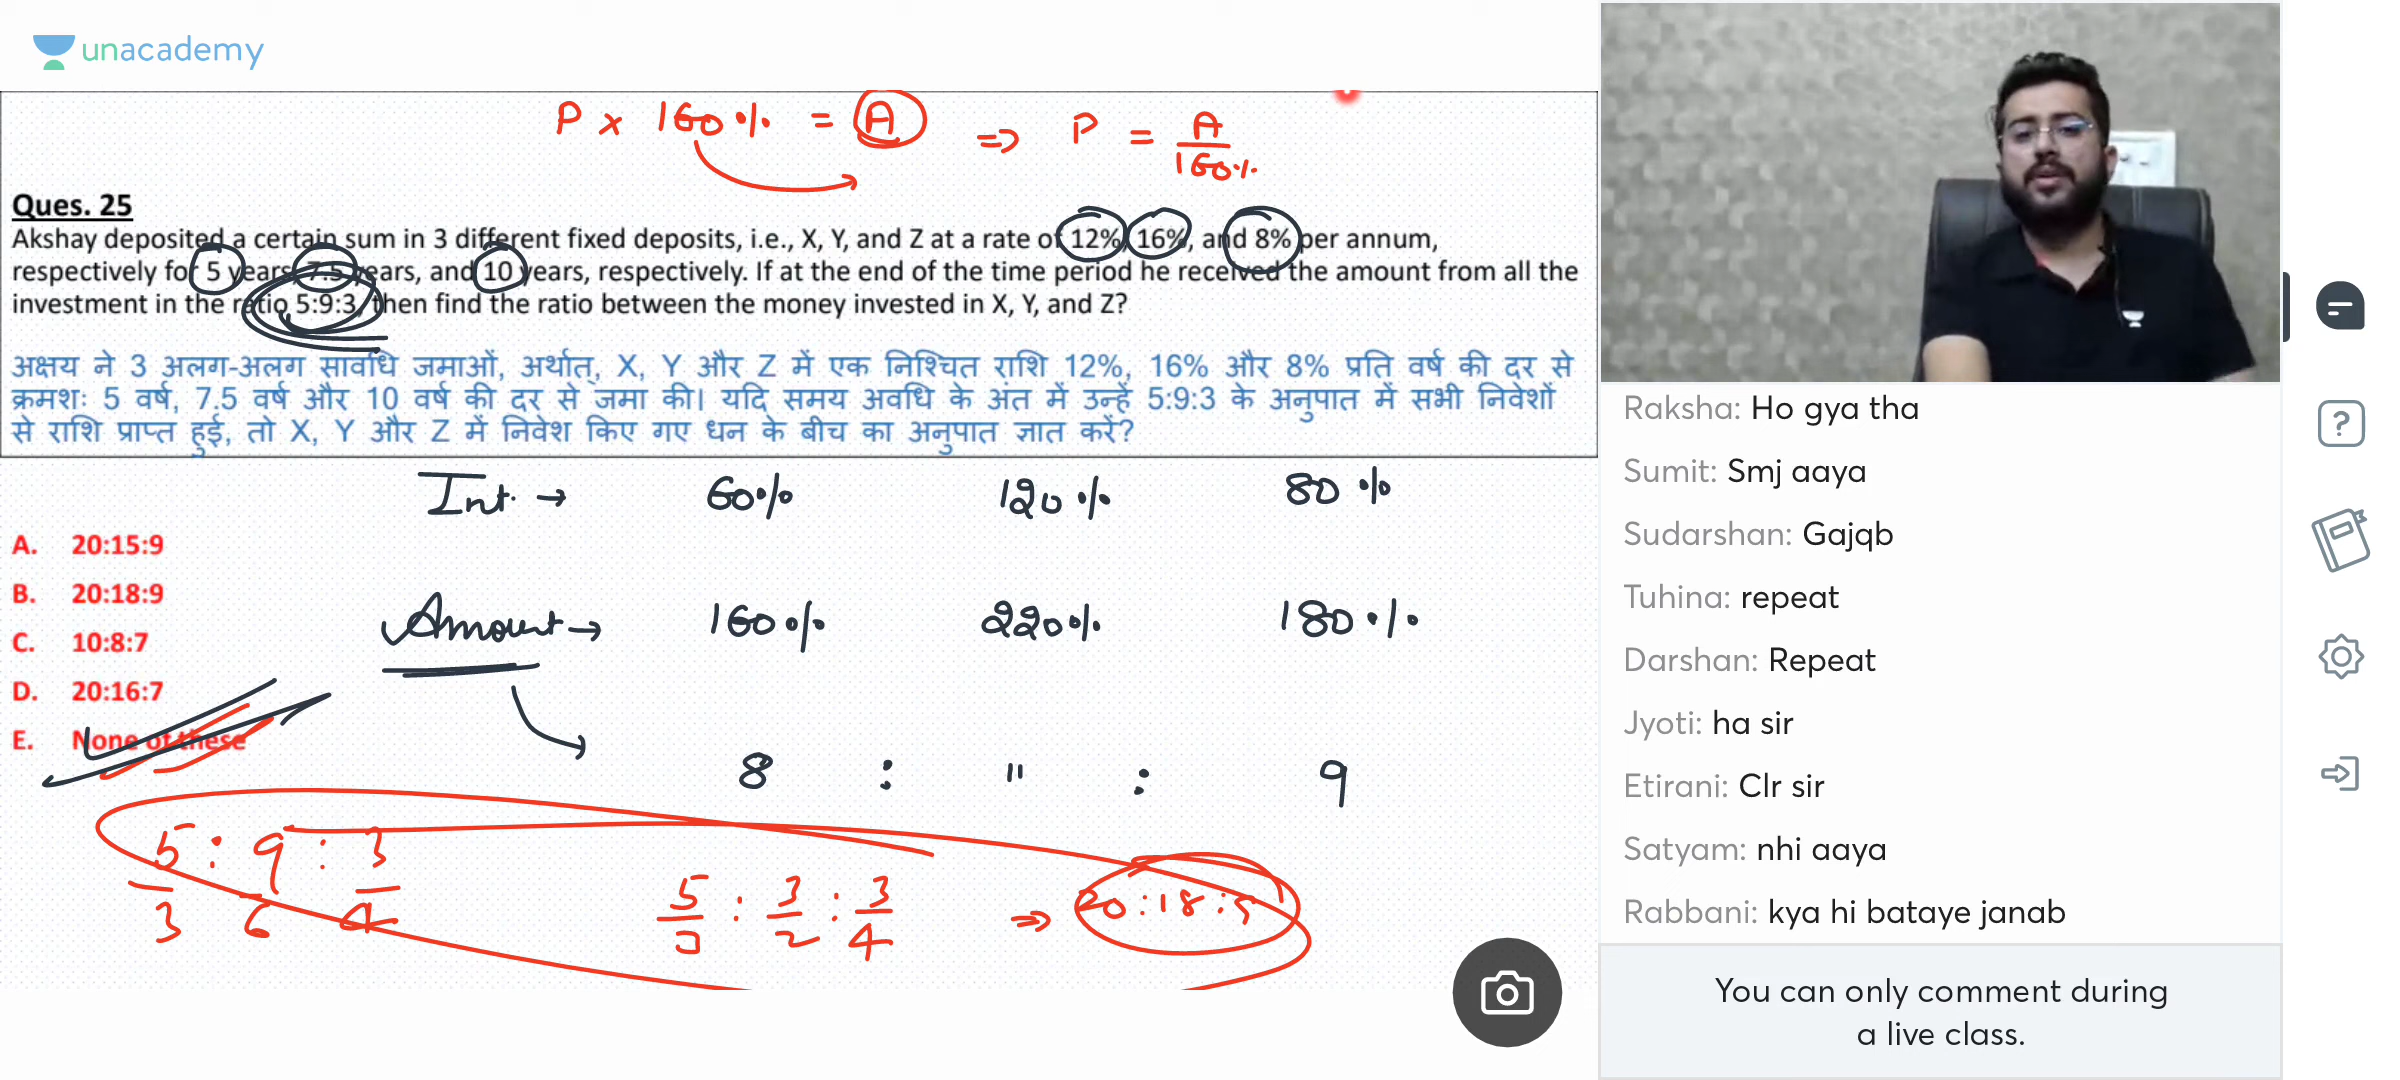 unacademy
P x 160% = A ⇒ P = A/160%
Ques. 25
Akshay deposited a certain sum in 3 different fixed deposits, i.e., X, Y, and Z at a rate of 12%, 16%, and 8% per annum,
respectively for 5 years, 7.5 years, and 10 years, respectively. If at the end of the time period he received the amount from all the
investment in the ratio 5:9:3, then find the ratio between the money invested in X, Y, and Z?
अक्षय ने 3 अलग-अलग सावधि जमाओं, अर्थात्, X, Y और Z में एक निश्चित राशि 12%, 16% और 8% प्रति वर्ष की दर से
क्रमशः 5 वर्ष, 7.5 वर्ष और 10 वर्ष की दर से जमा की। यदि समय अवधि के अंत में उन्हें 5:9:3 के अनुपात में सभी निवेशों
से राशि प्राप्त हुई, तो X, Y और Z में निवेश किए गए धन के बीच का अनुपात ज्ञात करें?
Int. → 60% 120% 80%
A. 20:15:9
B. 20:18:9
C. 10:8:7
D. 20:16:7
E. None of these
Amount → 160% 220% 180%
8 : 11 : 9
5/3 : 9/6 : 3/4
5/3 : 3/2 : 3/4 ⇒ 20:18:9
Raksha: Ho gya tha
Sumit: Smj aaya
Sudarshan: Gajqb
Tuhina: repeat
Darshan: Repeat
Jyoti: ha sir
Etirani: Clr sir
Satyam: nhi aaya
Rabbani: kya hi bataye janab
You can only comment during
a live class.